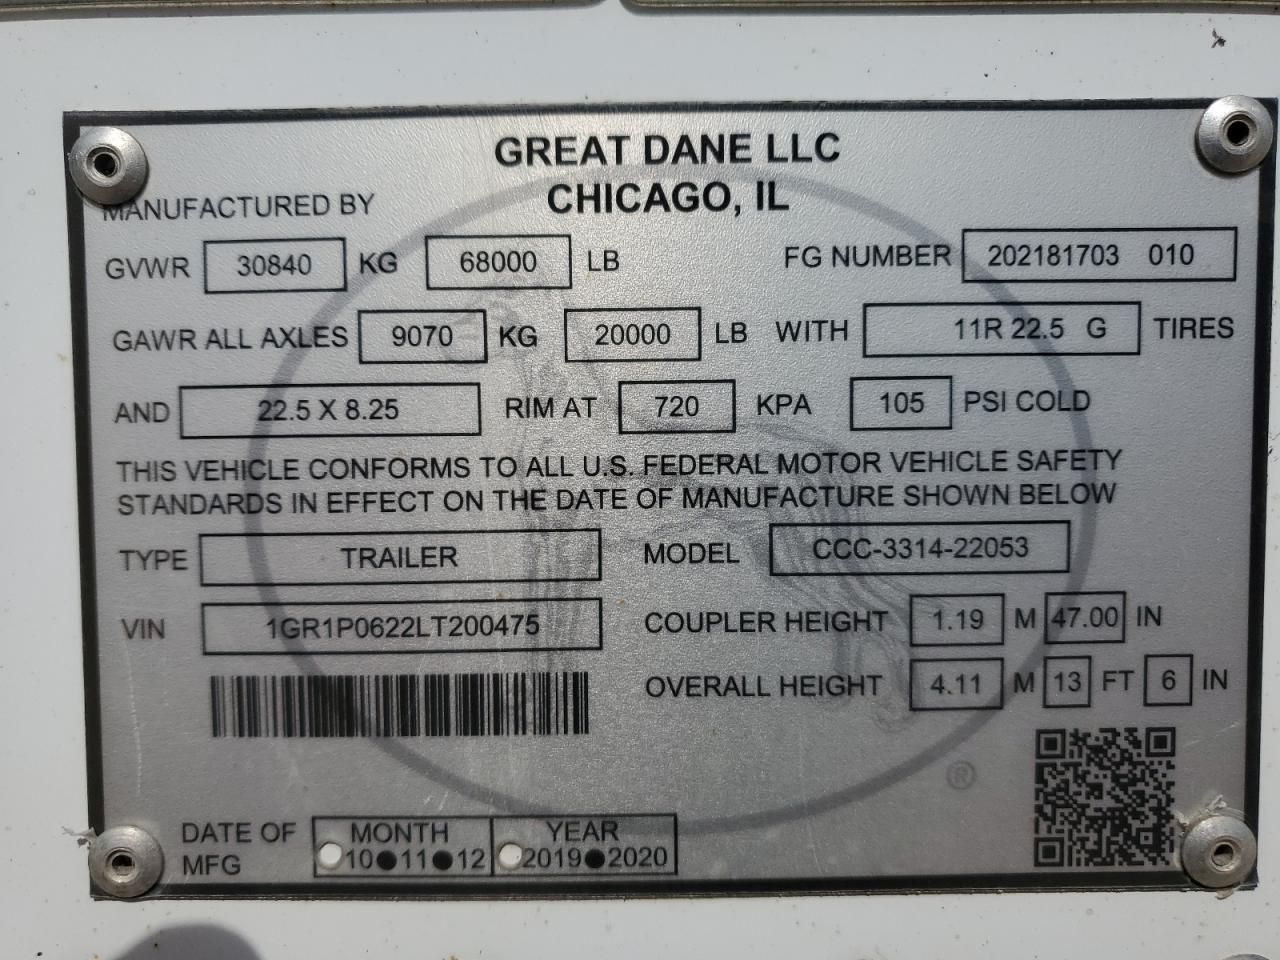 GREAT DANE LLC
MANUFACTURED BY CHICAGO, IL
GVWR 30840 KG 68000 LB FG NUMBER 202181703 010
GAWR ALL AXLES 9070 KG 20000 LB WITH 11R 22.5 G TIRES
AND 22.5 X 8.25 RIM AT 720 KPA 105 PSI COLD
THIS VEHICLE CONFORMS TO ALL U.S. FEDERAL MOTOR VEHICLE SAFETY
STANDARDS IN EFFECT ON THE DATE OF MANUFACTURE SHOWN BELOW
TYPE TRAILER MODEL CCC-3314-22053
VIN 1GR1P0622LT200475 COUPLER HEIGHT 1.19 M 47.00 IN
OVERALL HEIGHT 4.11 M 13 FT 6 IN
®
DATE OF MONTH YEAR
MFG 10 11 12 2019 2020